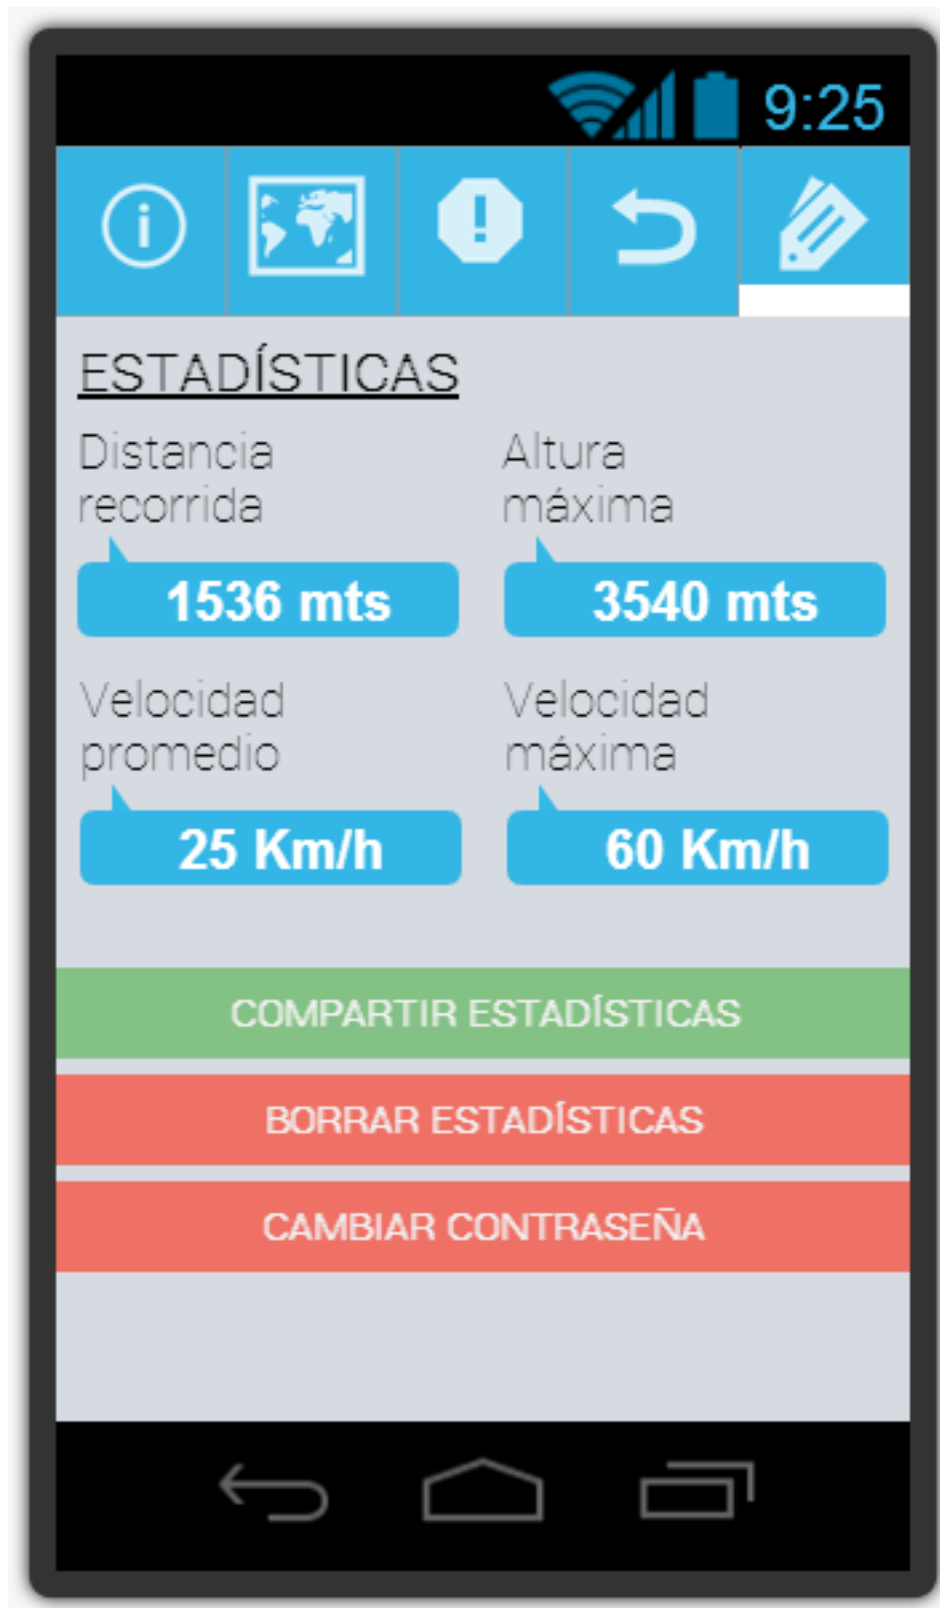 9:25
ESTADÍSTICAS
Distancia
recorrida
Altura
máxima
1536 mts
3540 mts
Velocidad
promedio
Velocidad
máxima
25 Km/h
60 Km/h
COMPARTIR ESTADÍSTICAS
BORRAR ESTADÍSTICAS
CAMBIAR CONTRASEÑA